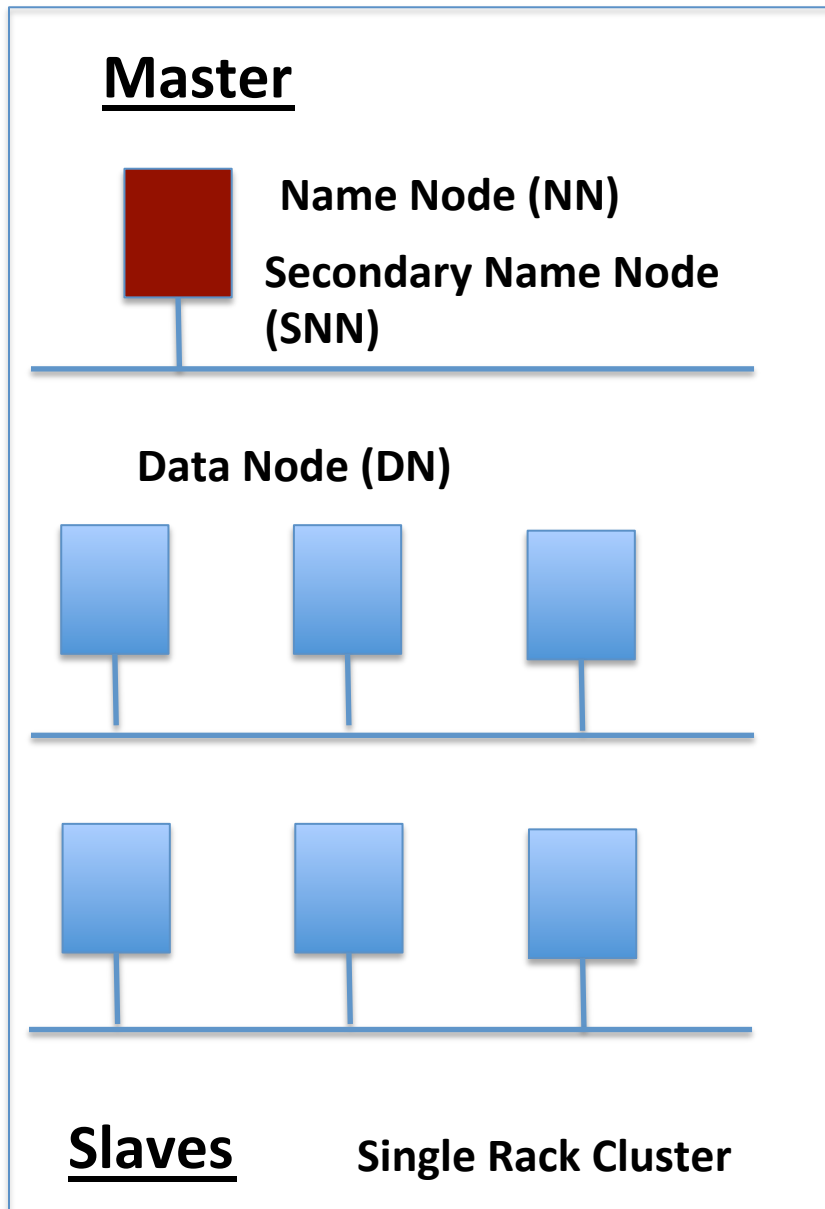 Master
Name Node (NN)
Secondary Name Node
(SNN)
Data Node (DN)
Slaves
Single Rack Cluster